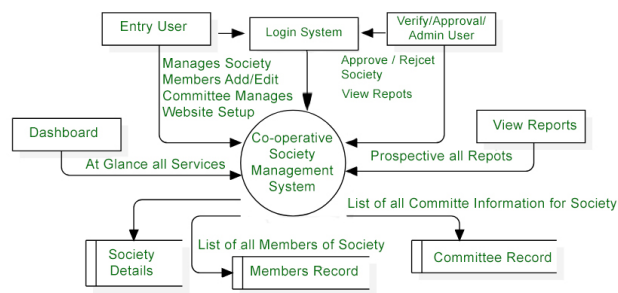 Entry User
Login System
Verify/Approval/
Admin User
Manages Society
Members Add/Edit
Committee Manages
Website Setup
Approve / Rejcet
Society
View Repots
Dashboard
View Reports
Co-operative
Society
Management
System
At Glance all Services
Prospective all Repots
List of all Committe Information for Society
List of all Members of Society
Society
Details
Members Record
Committee Record